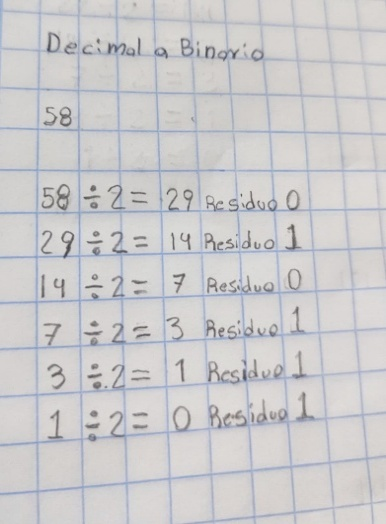 Decimal a Binario
58
58 ÷ 2 = 29 Residuo 0
29 ÷ 2 = 14 Residuo 1
14 ÷ 2 = 7 Residuo 0
7 ÷ 2 = 3 Residuo 1
3 ÷ 2 = 1 Residuo 1
1 ÷ 2 = 0 Residuo 1